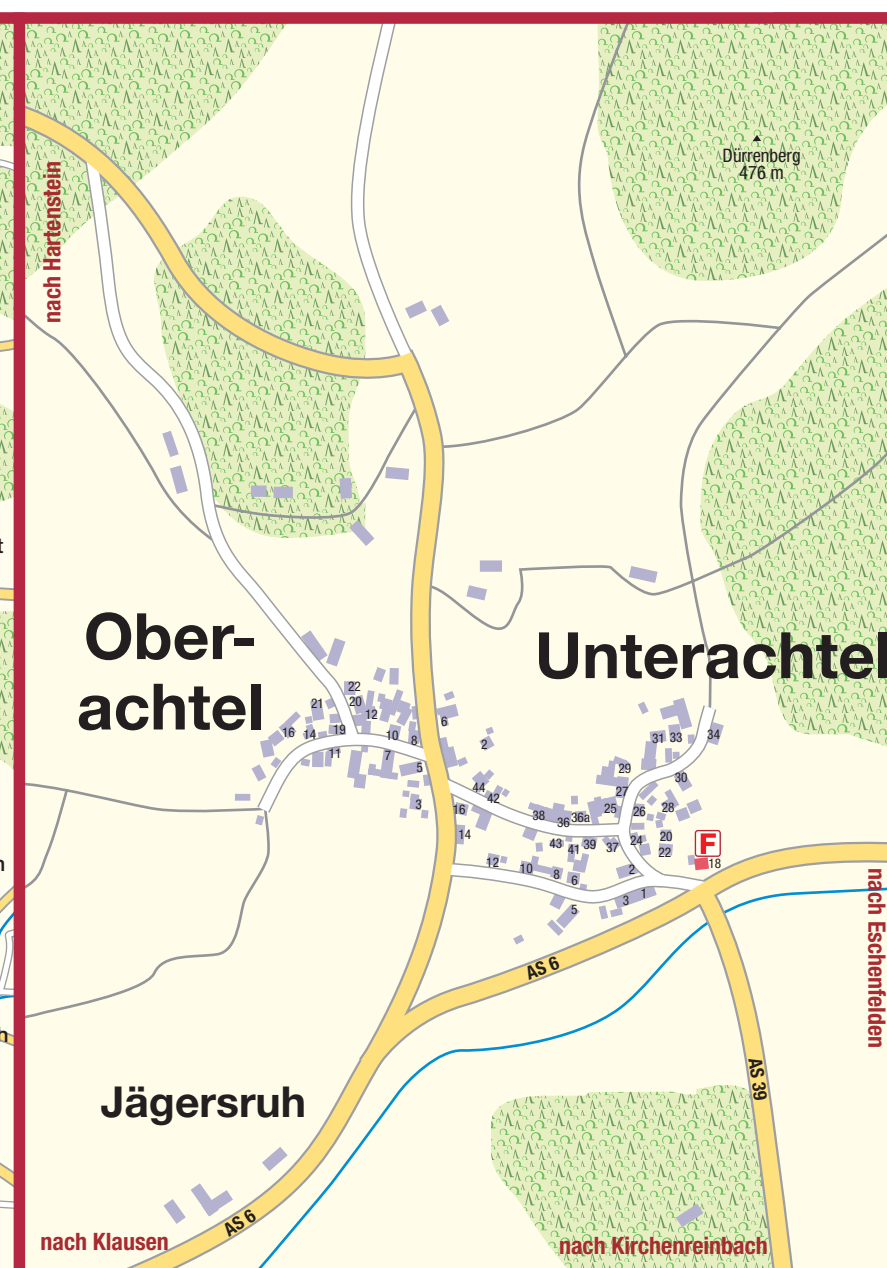 Dürrenberg
476 m
nach Hartenstein
t
Ober-
achtel
Unterachtel
22
20
21
12
16
14
19
11
10
8
7
5
6
2
3
44
42
16
14
38
36
36a
43
41
39
37
12
10
8
6
5
29
27
25
26
24
28
30
31
33
34
20
22
2
1
3
F
18
n
h
AS 6
nach Eschenfelden
AS 39
Jägersruh
AS 6
nach Klausen
nach Kirchenreinbach